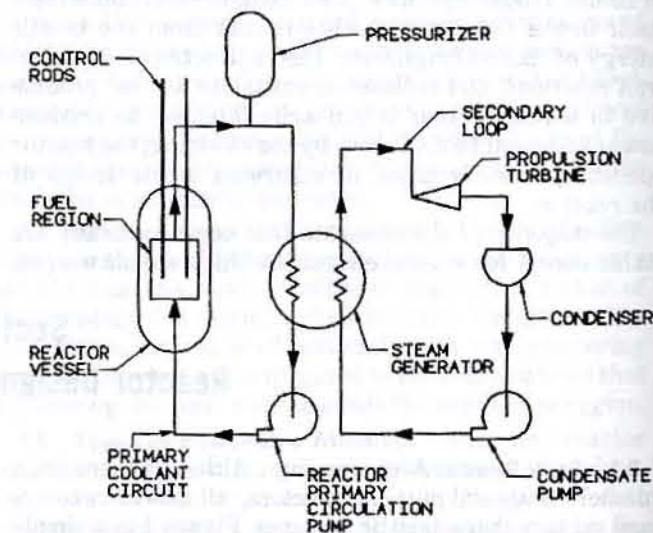 PRESSURIZER
CONTROL
RODS
SECONDARY
LOOP
PROPULSION
TURBINE
FUEL
REGION
CONDENSER
REACTOR
VESSEL
STEAM
GENERATOR
PRIMARY
COOLANT
CIRCUIT
REACTOR
PRIMARY
CIRCULATION
PUMP
CONDENSATE
PUMP